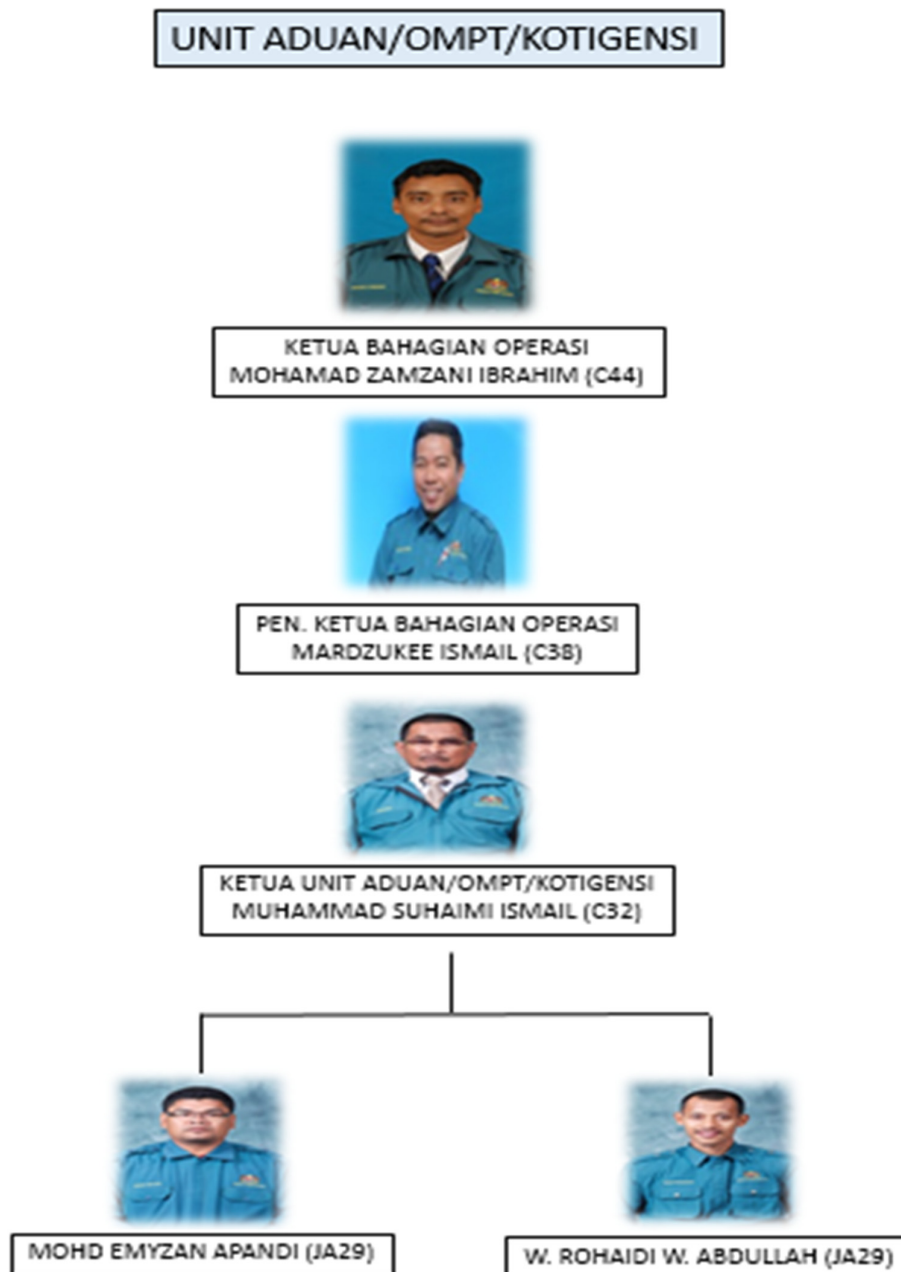 UNIT ADUAN/OMPT/KOTIGENSI
KETUA BAHAGIAN OPERASI
MOHAMAD ZAMZANI IBRAHIM (C44)
PEN. KETUA BAHAGIAN OPERASI
MARDZUKEE ISMAIL (C38)
KETUA UNIT ADUAN/OMPT/KOTIGENSI
MUHAMMAD SUHAIMI ISMAIL (C32)
MOHD EMYZAN APANDI (JA29)
W. ROHAIDI W. ABDULLAH (JA29)